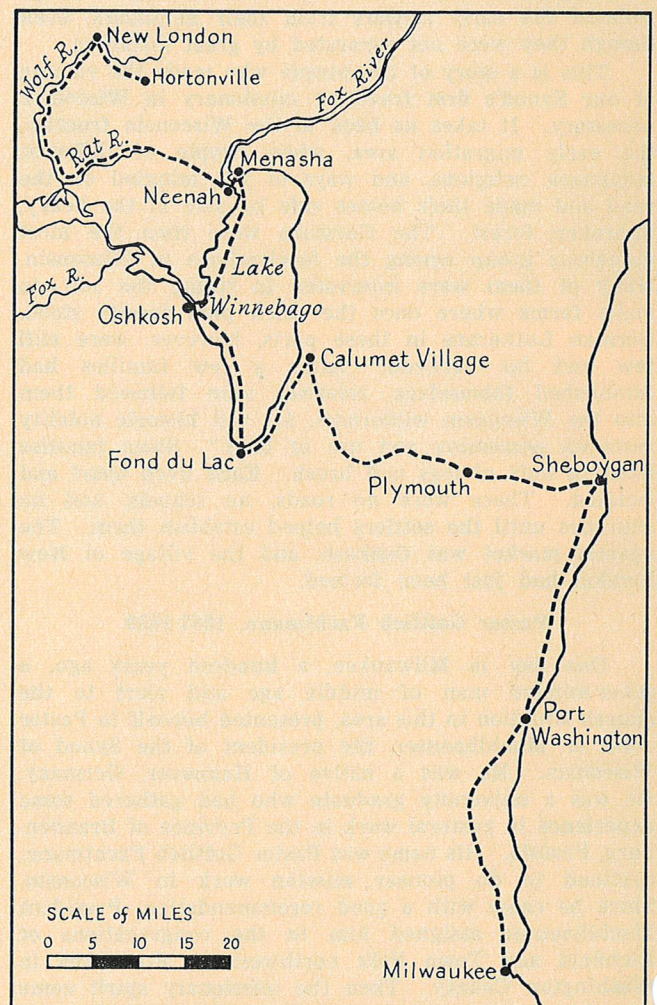 New London
Wolf R.
Hortonville
Fox River
Rat R.
Menasha
Neenah
Lake
Winnebago
Fox R.
Oshkosh
Calumet Village
Fond du Lac
Sheboygan
Plymouth
Port
Washington
SCALE of MILES
0 5 10 15 20
Milwaukee